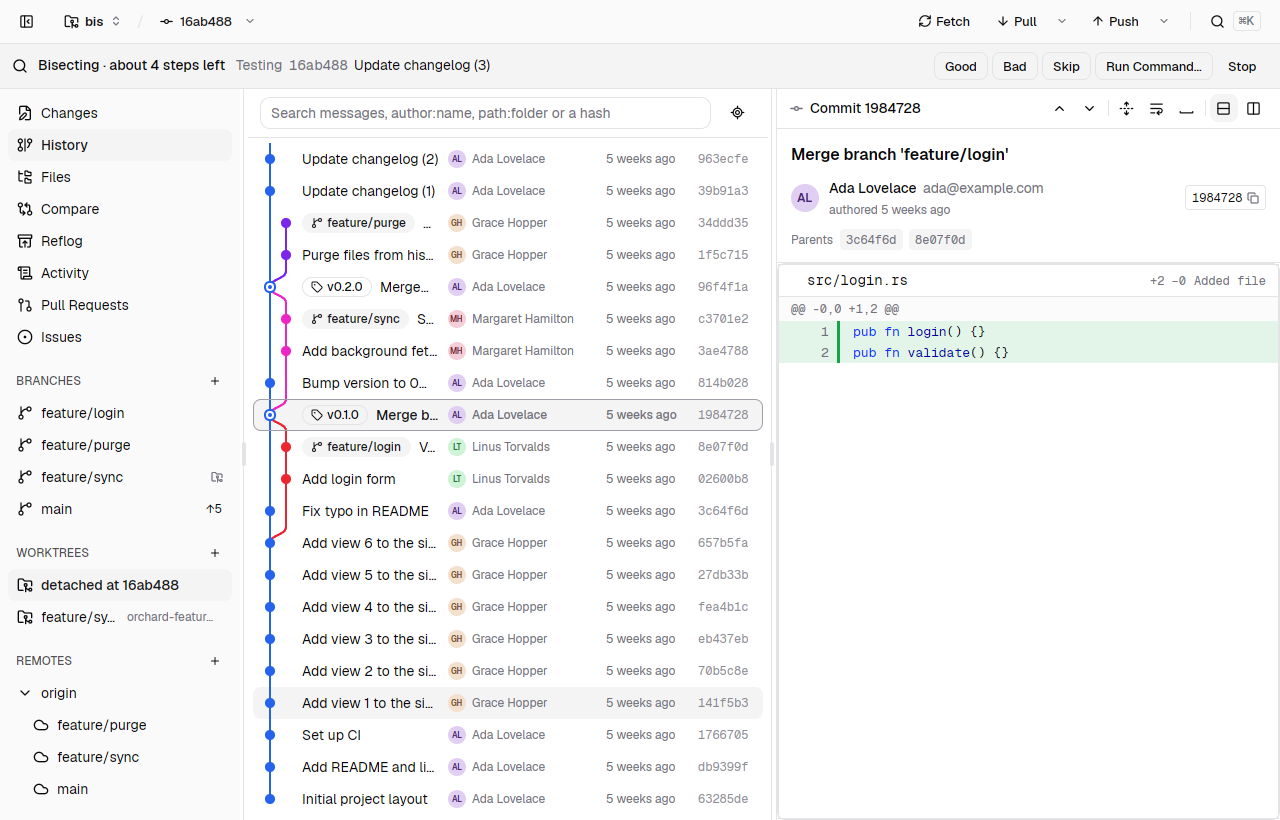 bis / 16ab488 Fetch Pull Push ⌘K
Bisecting · about 4 steps left Testing 16ab488 Update changelog (3) Good Bad Skip Run Command... Stop
Changes
History
Files
Compare
Reflog
Activity
Pull Requests
Issues
BRANCHES +
feature/login
feature/purge
feature/sync
main ↑5
WORKTREES +
detached at 16ab488
feature/sy... orchard-featur...
REMOTES +
origin
feature/purge
feature/sync
main
Search messages, author:name, path:folder or a hash
Update changelog (2) AL Ada Lovelace 5 weeks ago 963ecfe
Update changelog (1) AL Ada Lovelace 5 weeks ago 39b91a3
feature/purge ... GH Grace Hopper 5 weeks ago 34ddd35
Purge files from his... GH Grace Hopper 5 weeks ago 1f5c715
v0.2.0 Merge... AL Ada Lovelace 5 weeks ago 96f4f1a
feature/sync S... MH Margaret Hamilton 5 weeks ago c3701e2
Add background fet... MH Margaret Hamilton 5 weeks ago 3ae4788
Bump version to 0... AL Ada Lovelace 5 weeks ago 814b028
v0.1.0 Merge b... AL Ada Lovelace 5 weeks ago 1984728
feature/login V... LT Linus Torvalds 5 weeks ago 8e07f0d
Add login form LT Linus Torvalds 5 weeks ago 02600b8
Fix typo in README AL Ada Lovelace 5 weeks ago 3c64f6d
Add view 6 to the si... GH Grace Hopper 5 weeks ago 657b5fa
Add view 5 to the si... GH Grace Hopper 5 weeks ago 27db33b
Add view 4 to the si... GH Grace Hopper 5 weeks ago fea4b1c
Add view 3 to the si... GH Grace Hopper 5 weeks ago eb437eb
Add view 2 to the si... GH Grace Hopper 5 weeks ago 70b5c8e
Add view 1 to the si... GH Grace Hopper 5 weeks ago 141f5b3
Set up CI AL Ada Lovelace 5 weeks ago 1766705
Add README and li... AL Ada Lovelace 5 weeks ago db9399f
Initial project layout AL Ada Lovelace 5 weeks ago 63285de
Commit 1984728
Merge branch 'feature/login'
AL Ada Lovelace ada@example.com
authored 5 weeks ago 1984728
Parents 3c64f6d 8e07f0d
src/login.rs +2 −0 Added file
@@ -0,0 +1,2 @@
1 pub fn login() {}
2 pub fn validate() {}